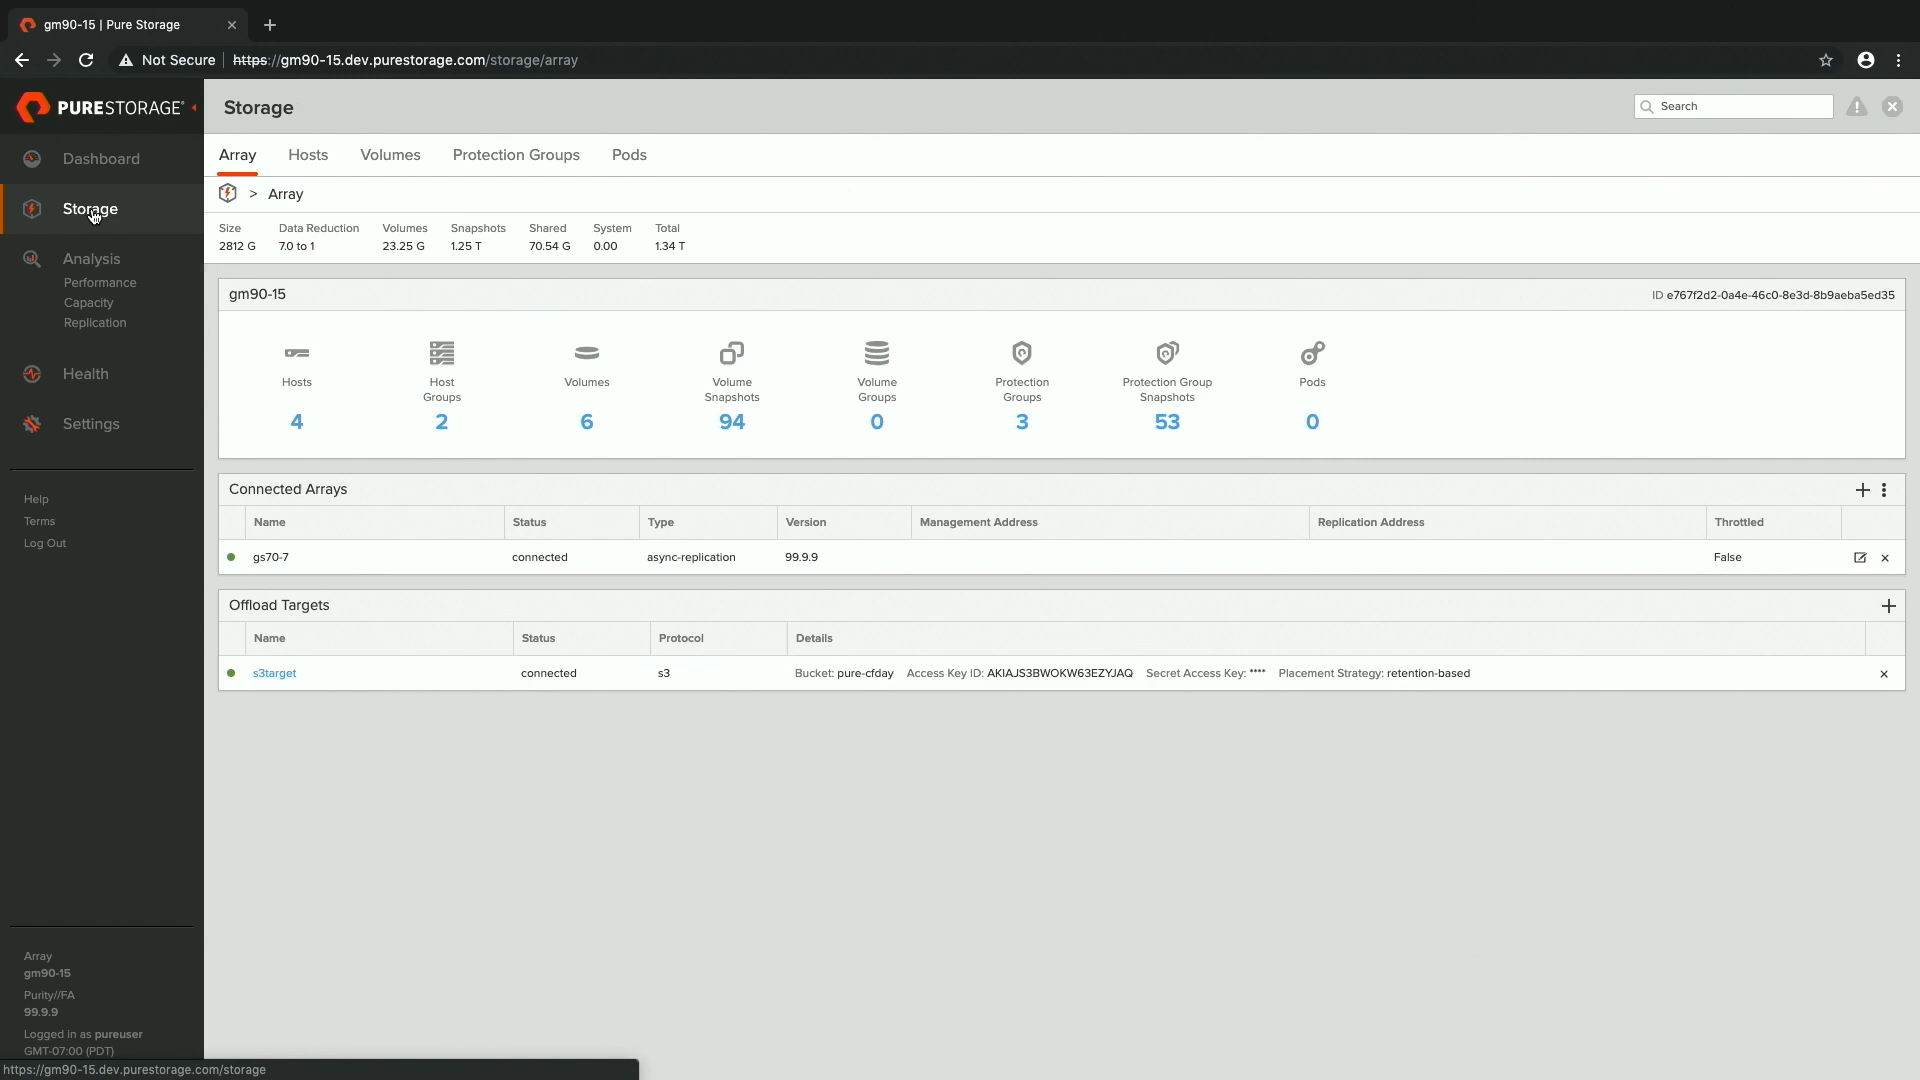 gm90-15 | Pure Storage
Not Secure https://gm90-15.dev.purestorage.com/storage/array
PURESTORAGE®
Storage
Search
Dashboard
Storage
Analysis
Performance
Capacity
Replication
Health
Settings
Help
Terms
Log Out
Array
gm90-15
Purity//FA
99.9.9
Logged in as pureuser
GMT-07:00 (PDT)
https://gm90-15.dev.purestorage.com/storage
Array Hosts Volumes Protection Groups Pods
> Array
Size Data Reduction Volumes Snapshots Shared System Total
2812 G 7.0 to 1 23.25 G 1.25 T 70.54 G 0.00 1.34 T
gm90-15 ID e767f2d2-0a4e-46c0-8e3d-8b9aeba5ed35
Hosts
4
Host
Groups
2
Volumes
6
Volume
Snapshots
94
Volume
Groups
0
Protection
Groups
3
Protection Group
Snapshots
53
Pods
0
Connected Arrays
Name Status Type Version Management Address Replication Address Throttled
gs70-7 connected async-replication 99.9.9 False
Offload Targets
Name Status Protocol Details
s3target connected s3 Bucket: pure-cfday Access Key ID: AKIAJS3BWOKW63EZYJAQ Secret Access Key: **** Placement Strategy: retention-based